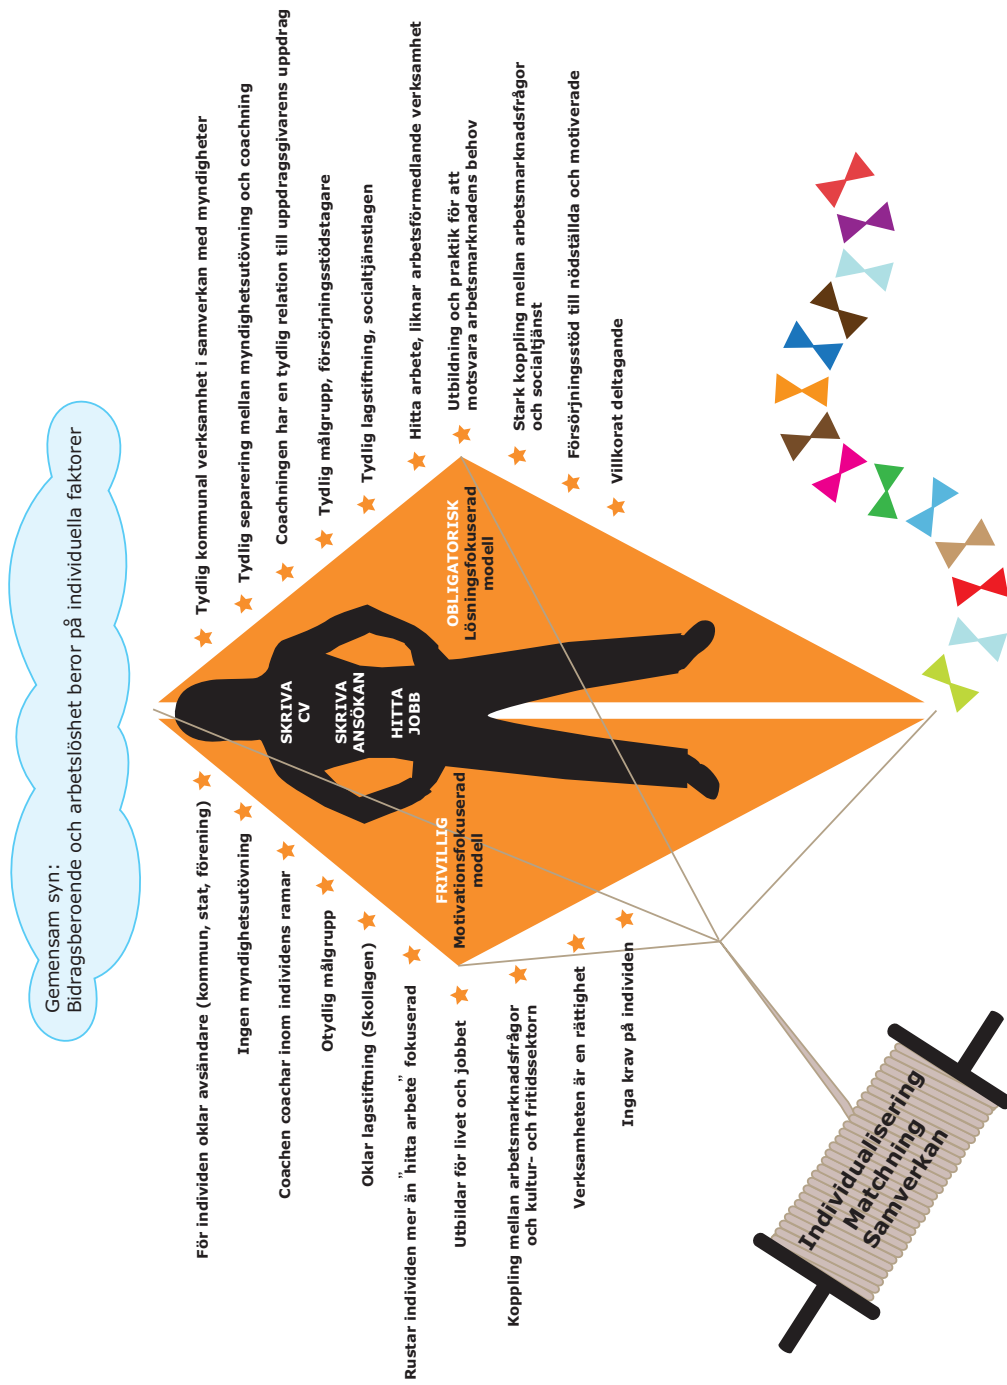 Gemensam syn:
Bidragsberoende och arbetslöshet beror på individuella faktorer
För individen oklar avsändare (kommun, stat, förening)
Ingen myndighetsutövning
Coachen coachar inom individens ramar
Otydlig målgrupp
Oklar lagstiftning (Skollagen)
Rustar individen mer än ”hitta arbete” fokuserad
Utbildar för livet och jobbet
Koppling mellan arbetsmarknadsfrågor
och kultur- och fritidssektorn
Verksamheten är en rättighet
Inga krav på individen
FRIVILLIG
Motivationsfokuserad
modell
SKRIVA
CV
SKRIVA
ANSÖKAN
HITTA
JOBB
OBLIGATORISK
Lösningsfokuserad
modell
Tydlig kommunal verksamhet i samverkan med myndigheter
Tydlig separering mellan myndighetsutövning och coachning
Coachningen har en tydlig relation till uppdragsgivarens uppdrag
Tydlig målgrupp, försörjningsstödstagare
Tydlig lagstiftning, socialtjänstlagen
Hitta arbete, liknar arbetsförmedlande verksamhet
Utbildning och praktik för att
motsvara arbetsmarknadens behov
Stark koppling mellan arbetsmarknadsfrågor
och socialtjänst
Försörjningsstöd till nödställda och motiverade
Villkorat deltagande
Individualisering
Matchning
Samverkan